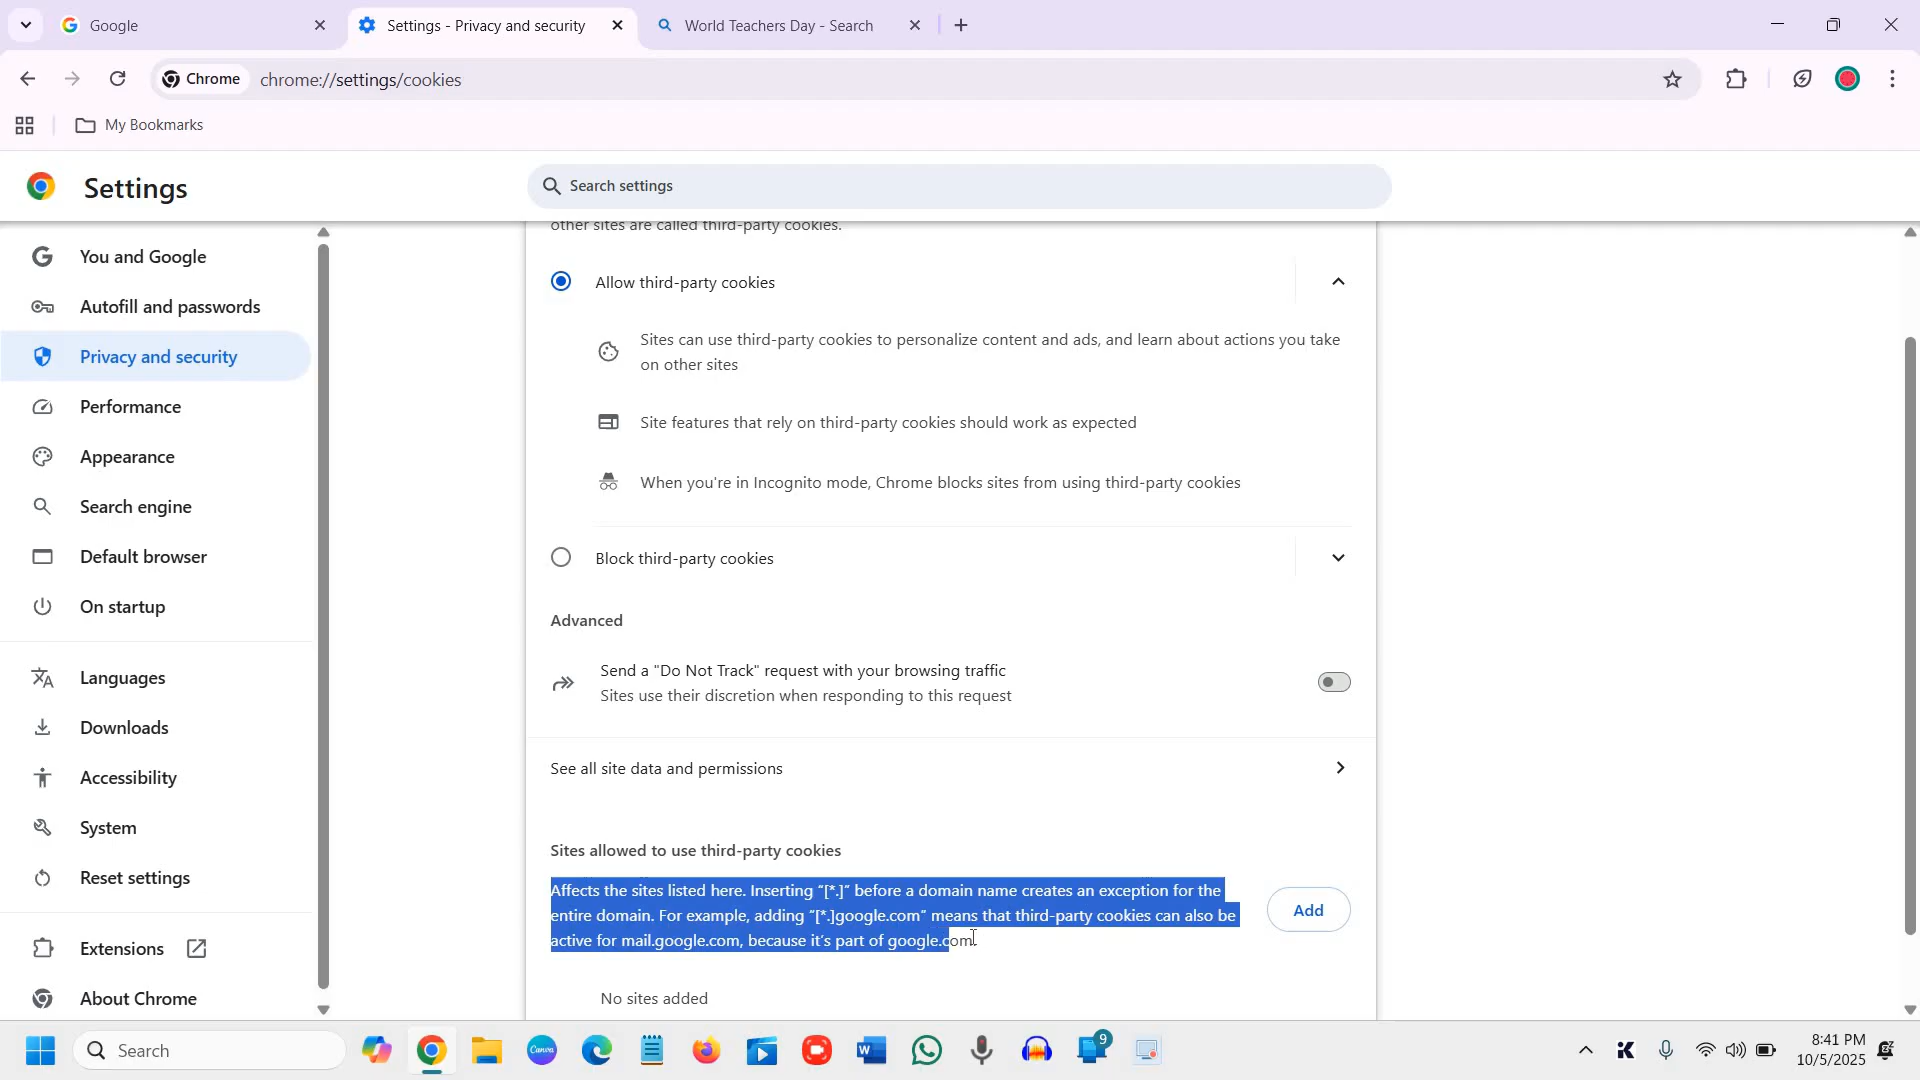 Google
Settings - Privacy and security
World Teachers Day - Search
Chrome
chrome://settings/cookies
My Bookmarks
Settings
Search settings
You and Google
Autofill and passwords
Privacy and security
Performance
Appearance
Search engine
Default browser
On startup
Languages
Downloads
Accessibility
System
Reset settings
Extensions
About Chrome
other sites are called third-party cookies.
Allow third-party cookies
Sites can use third-party cookies to personalize content and ads, and learn about actions you take
on other sites
Site features that rely on third-party cookies should work as expected
When you're in Incognito mode, Chrome blocks sites from using third-party cookies
Block third-party cookies
Advanced
Send a "Do Not Track" request with your browsing traffic
Sites use their discretion when responding to this request
See all site data and permissions
Sites allowed to use third-party cookies
Affects the sites listed here. Inserting “[*.]” before a domain name creates an exception for the
entire domain. For example, adding “[*.]google.com” means that third-party cookies can also be
active for mail.google.com, because it’s part of google.com.
Add
No sites added
Search
Canva
9
8:41 PM
10/5/2025